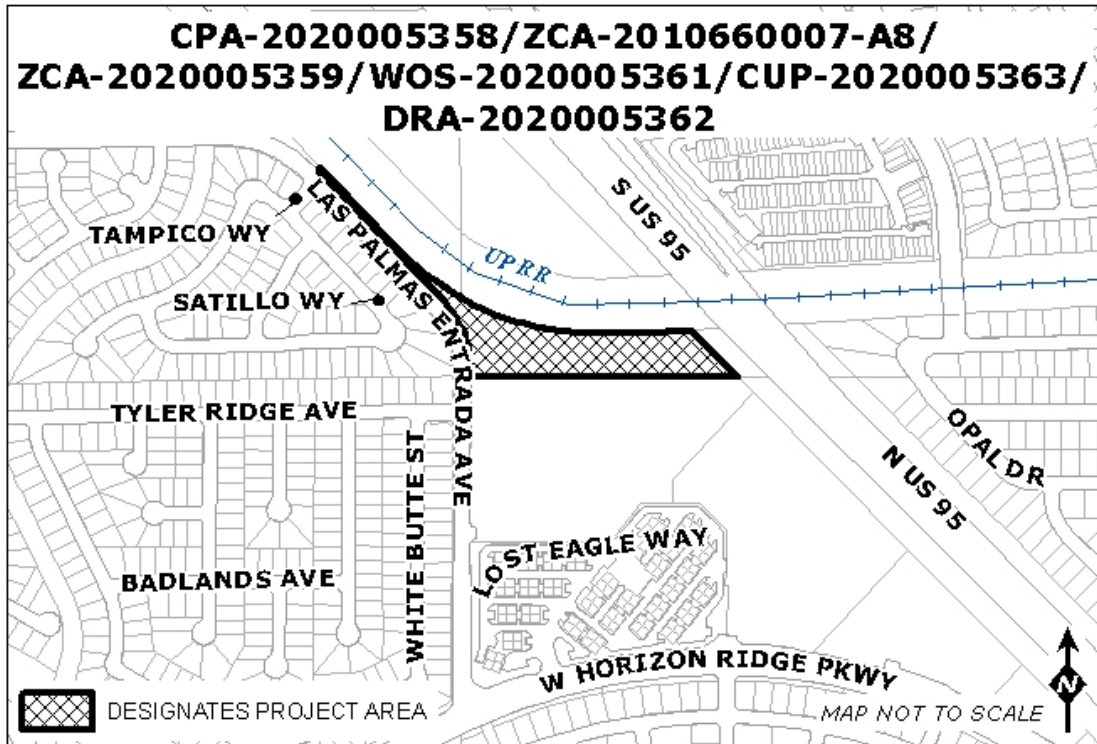 CPA-2020005358/ZCA-2010660007-A8/
ZCA-2020005359/WOS-2020005361/CUP-2020005363/
DRA-2020005362
TAMPICO WY
LAS PALMAS ENTRADA AVE
S US 95
UPRR
SATILLO WY
TYLER RIDGE AVE
OPAL DR
N US 95
WHITE BUTTE ST
LOST EAGLE WAY
BADLANDS AVE
W HORIZON RIDGE PKWY
N
DESIGNATES PROJECT AREA
MAP NOT TO SCALE